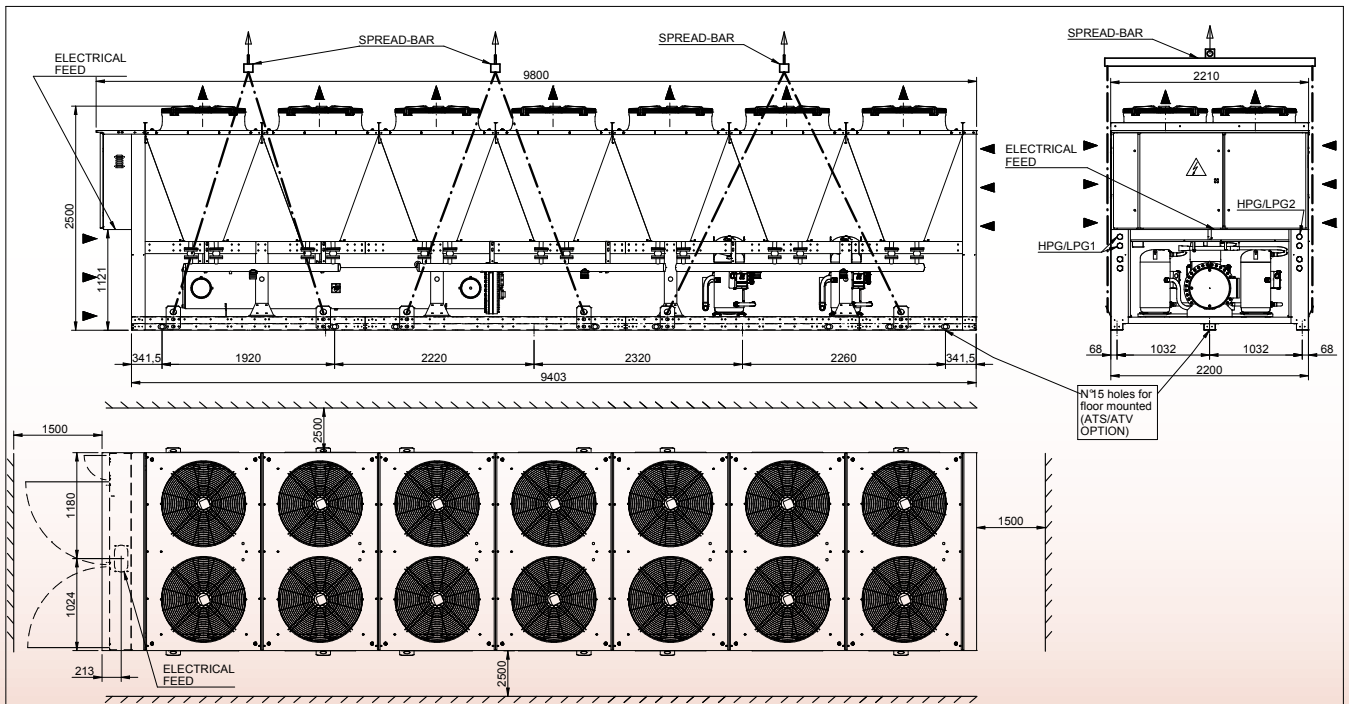 SPREAD-BAR
SPREAD-BAR
ELECTRICAL
FEED
9800
2500
1121
341,5
1920
2220
2320
2260
341,5
9403
SPREAD-BAR
2210
ELECTRICAL
FEED
HPG/LPG2
HPG/LPG1
68
1032
1032
68
2200
N°15 holes for
floor mounted
(ATS/ATV
OPTION)
1500
2500
1180
1024
213
ELECTRICAL
FEED
2500
1500